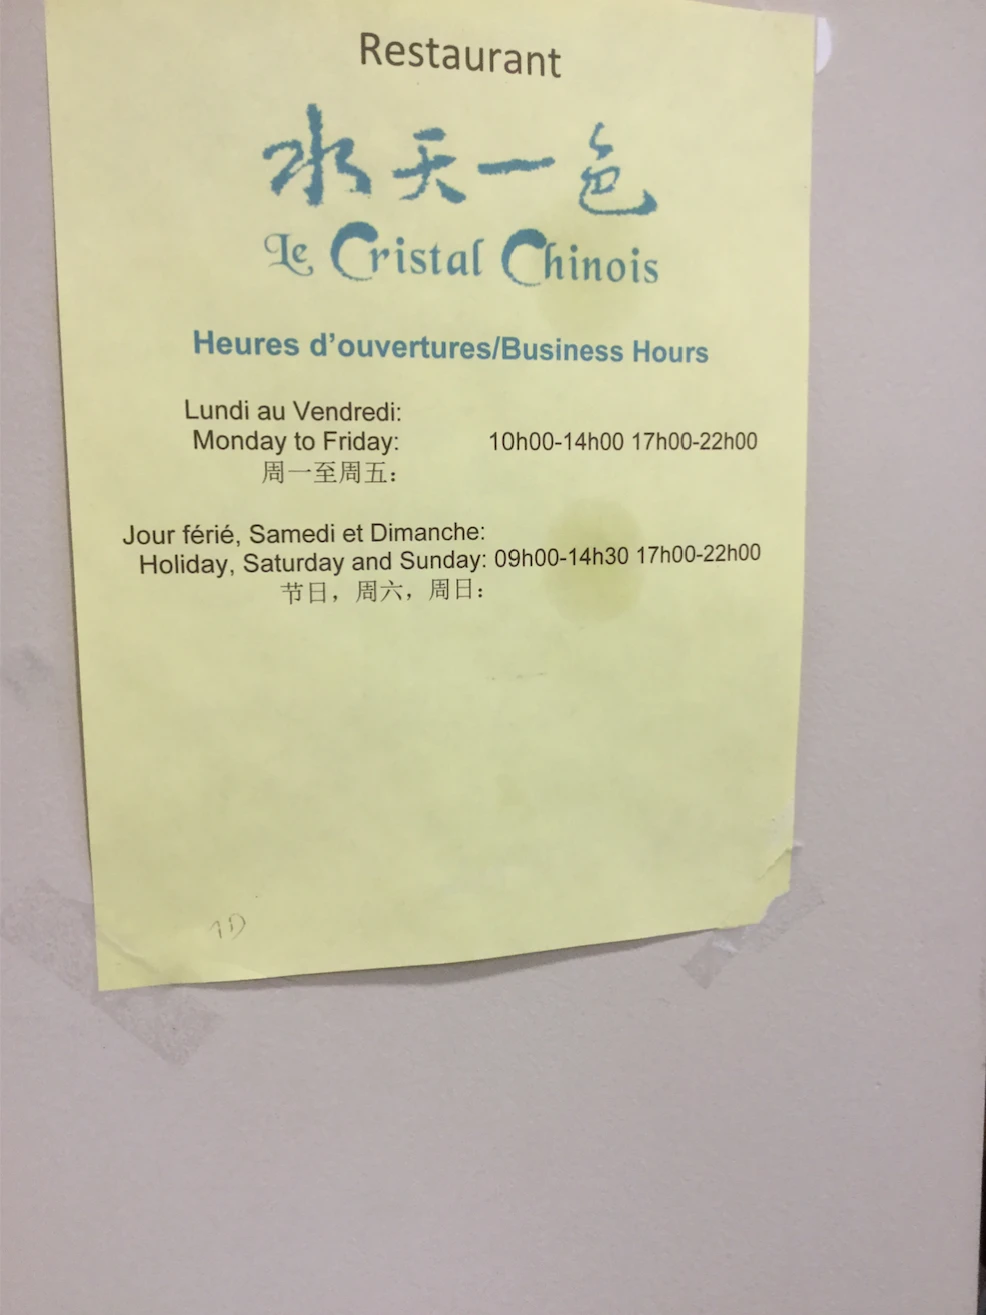 Restaurant
水天一色
Le Cristal Chinois
Heures d'ouvertures/Business Hours
Lundi au Vendredi:
Monday to Friday: 10h00-14h00 17h00-22h00
周一至周五：
Jour férié, Samedi et Dimanche:
Holiday, Saturday and Sunday: 09h00-14h30 17h00-22h00
节日，周六，周日：